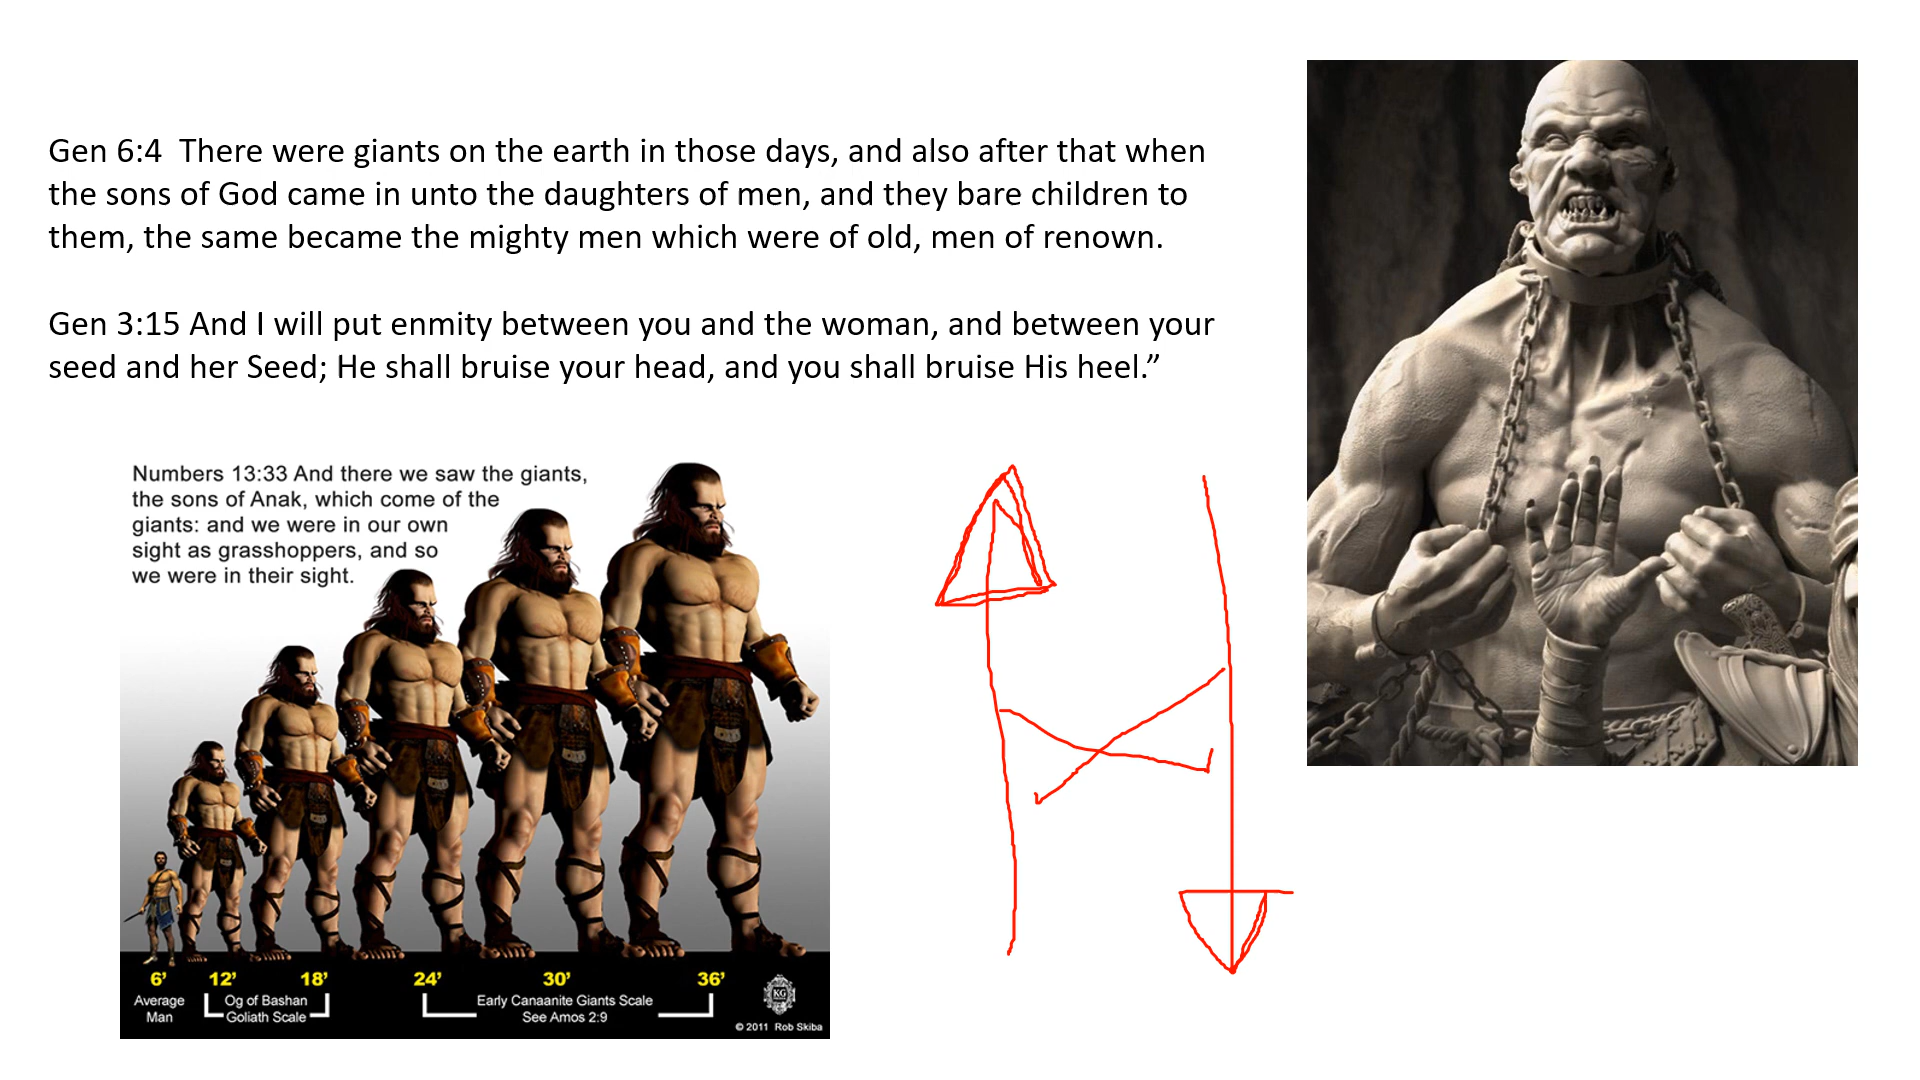 Gen 6:4  There were giants on the earth in those days, and also after that when
the sons of God came in unto the daughters of men, and they bare children to
them, the same became the mighty men which were of old, men of renown.
Gen 3:15 And I will put enmity between you and the woman, and between your
seed and her Seed; He shall bruise your head, and you shall bruise His heel.”
Numbers 13:33 And there we saw the giants,
the sons of Anak, which come of the
giants: and we were in our own
sight as grasshoppers, and so
we were in their sight.
6’ 12’ 18’ 24’ 30’ 36’
Average
Man
Og of Bashan
Goliath Scale
Early Canaanite Giants Scale
See Amos 2:9
KG
© 2011 Rob Skiba